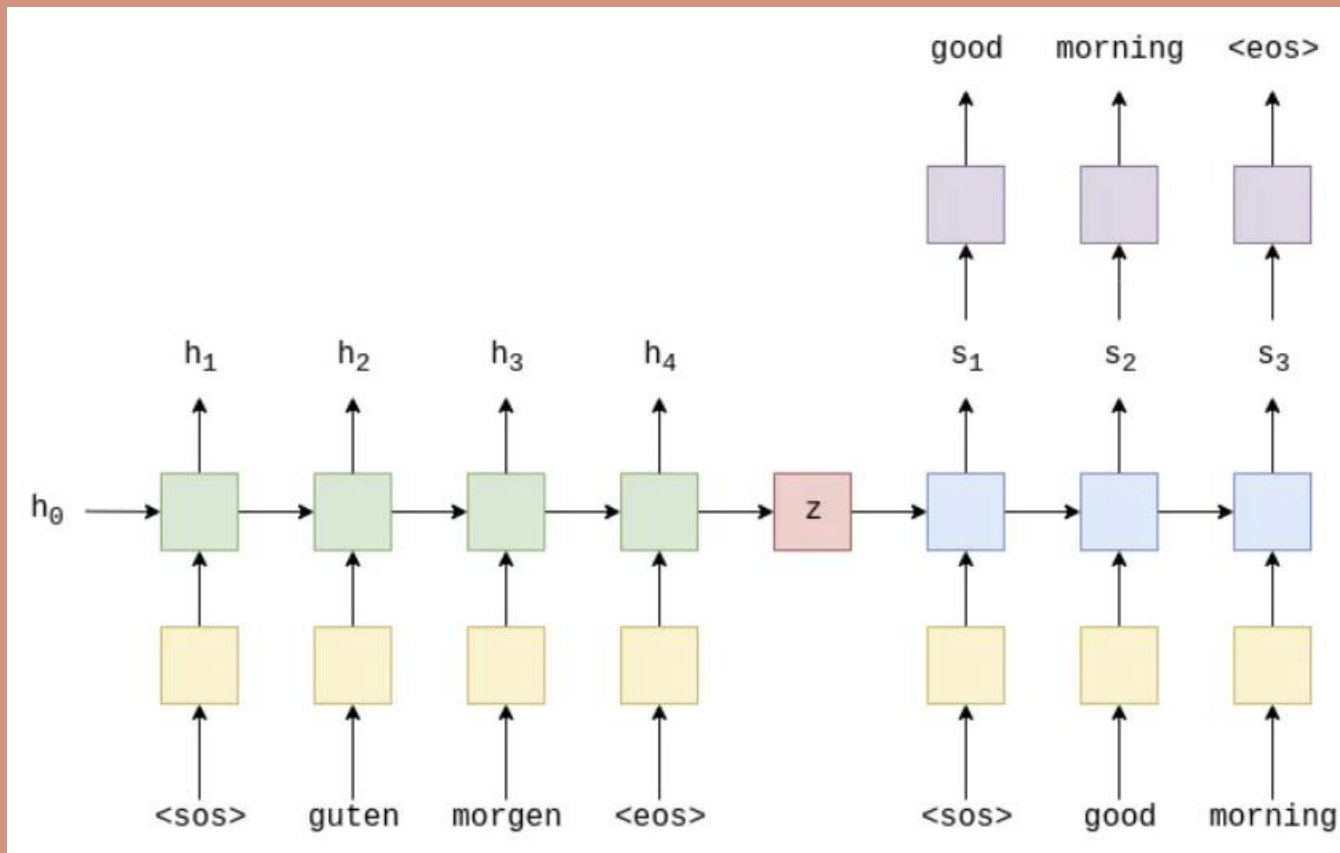 good morning <eos>
h₁ h₂ h₃ h₄ s₁ s₂ s₃
h₀ z
<sos> guten morgen <eos> <sos> good morning